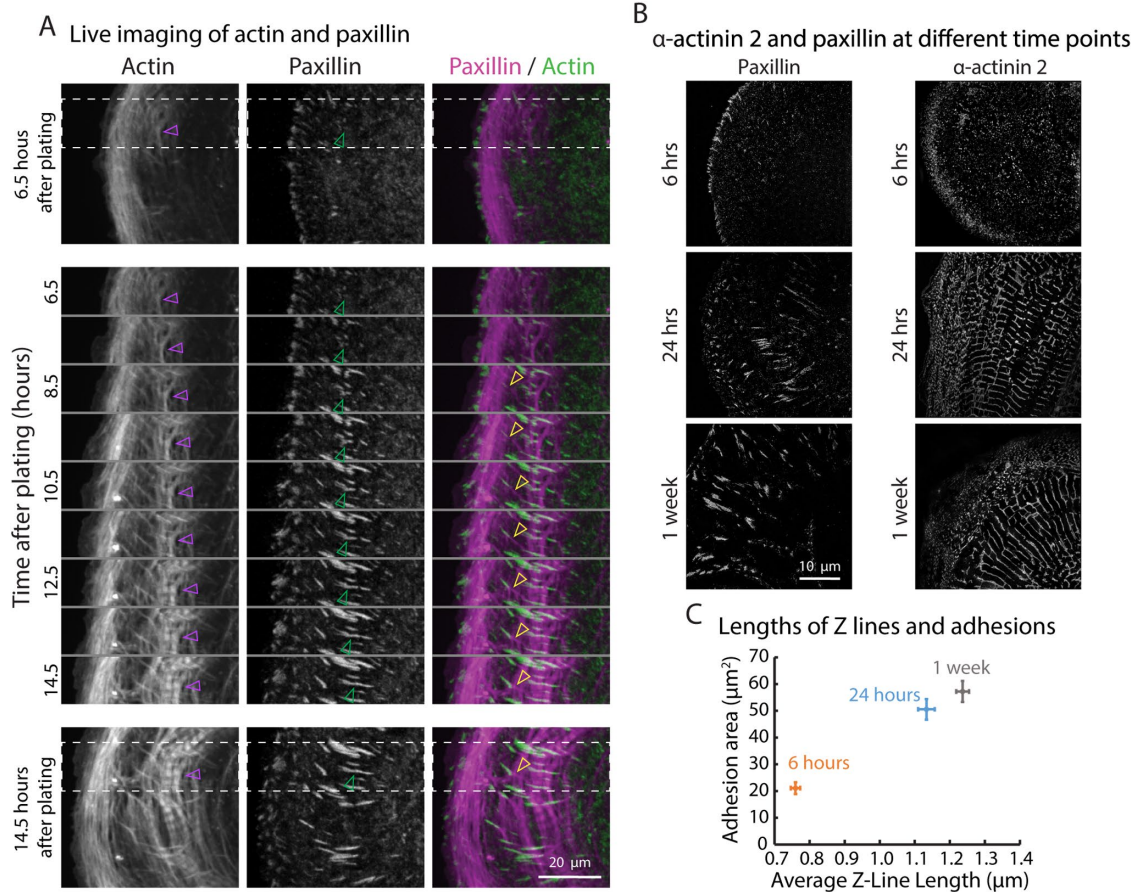 A
Live imaging of actin and paxillin
Actin
Paxillin
Paxillin / Actin
6.5 hous
after plating
Time after plating (hours)
6.5
8.5
10.5
12.5
14.5
14.5 hours
after plating
20 µm
B
α-actinin 2 and paxillin at different time points
Paxillin
α-actinin 2
6 hrs
6 hrs
24 hrs
24 hrs
1 week
1 week
10 µm
C
Lengths of Z lines and adhesions
Adhesion area (µm²)
70
60
50
40
30
20
10
0
1 week
24 hours
6 hours
0.7
0.8
0.9
1.0
1.1
1.2
1.3
1.4
Average Z-Line Length (µm)